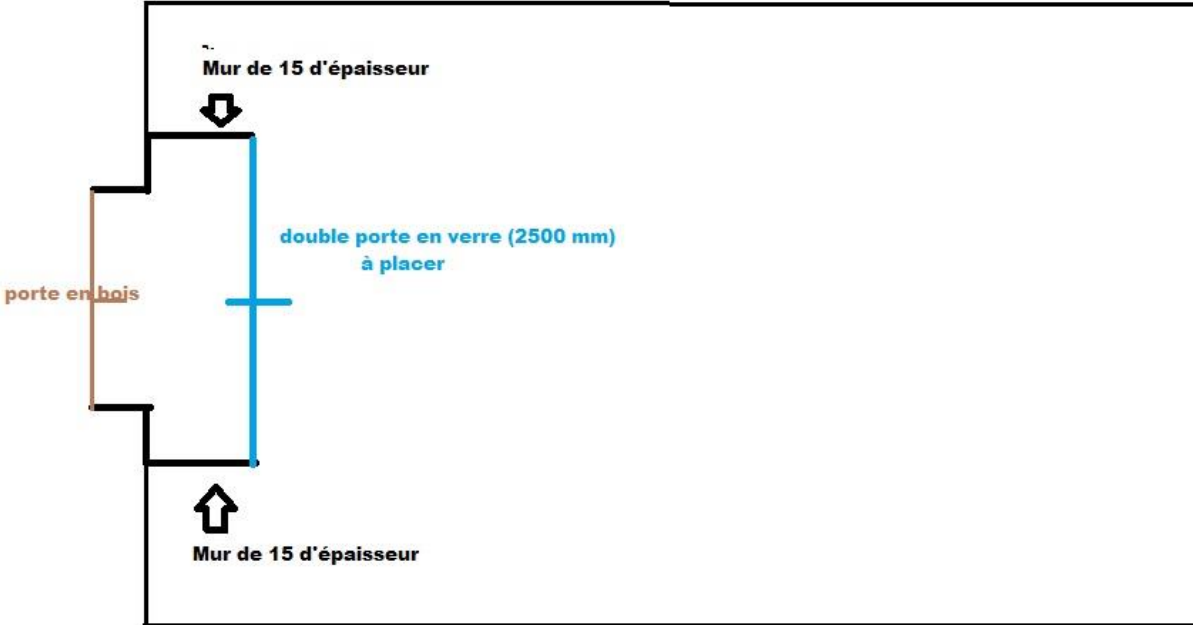 Mur de 15 d'épaisseur
double porte en verre (2500 mm)
à placer
porte en bois
Mur de 15 d'épaisseur